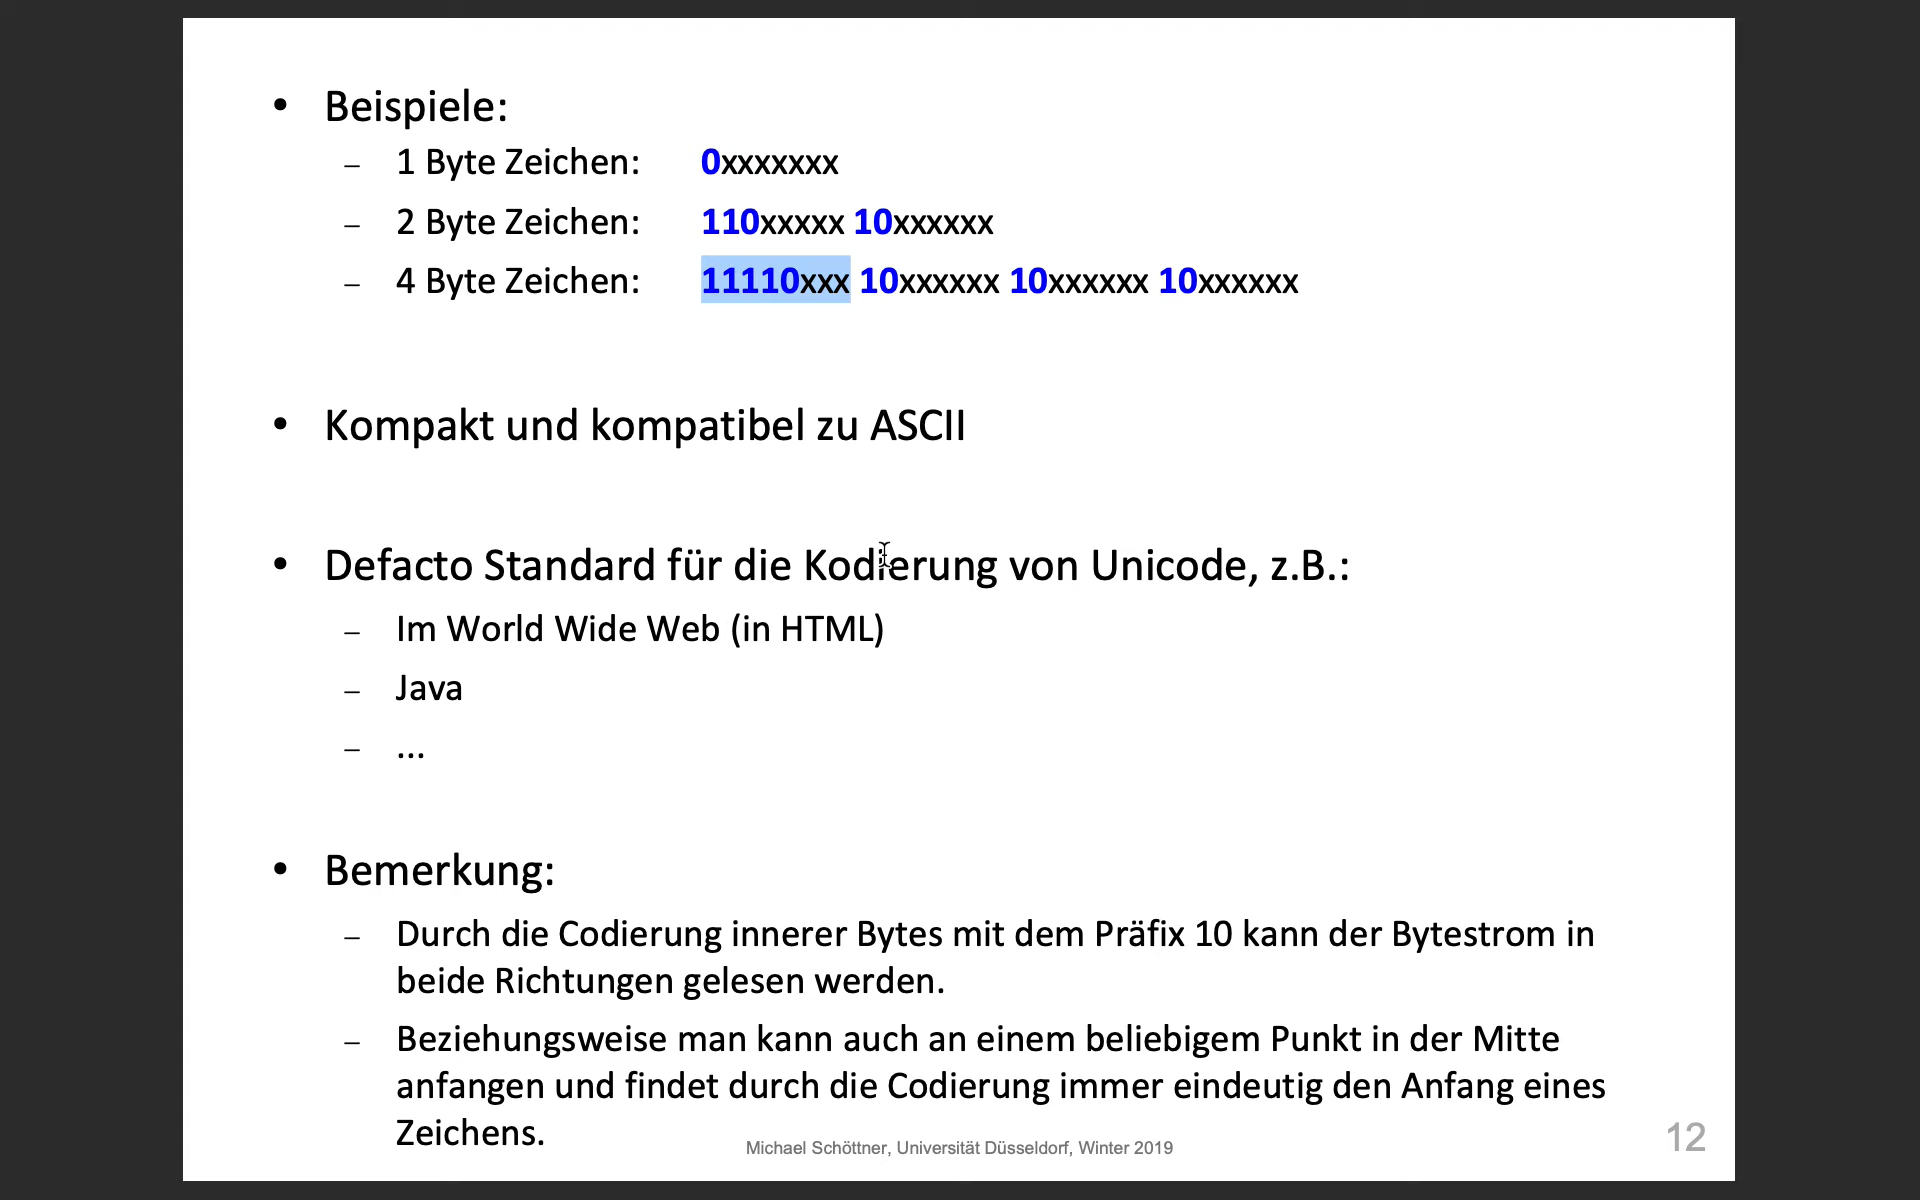 • Beispiele:
– 1 Byte Zeichen: 0xxxxxxx
– 2 Byte Zeichen: 110xxxxx 10xxxxxx
– 4 Byte Zeichen: 11110xxx 10xxxxxx 10xxxxxx 10xxxxxx
• Kompakt und kompatibel zu ASCII
• Defacto Standard für die Kodierung von Unicode, z.B.:
– Im World Wide Web (in HTML)
– Java
– ...
• Bemerkung:
– Durch die Codierung innerer Bytes mit dem Präfix 10 kann der Bytestrom in
beide Richtungen gelesen werden.
– Beziehungsweise man kann auch an einem beliebigem Punkt in der Mitte
anfangen und findet durch die Codierung immer eindeutig den Anfang eines
Zeichens.
Michael Schöttner, Universität Düsseldorf, Winter 2019
12